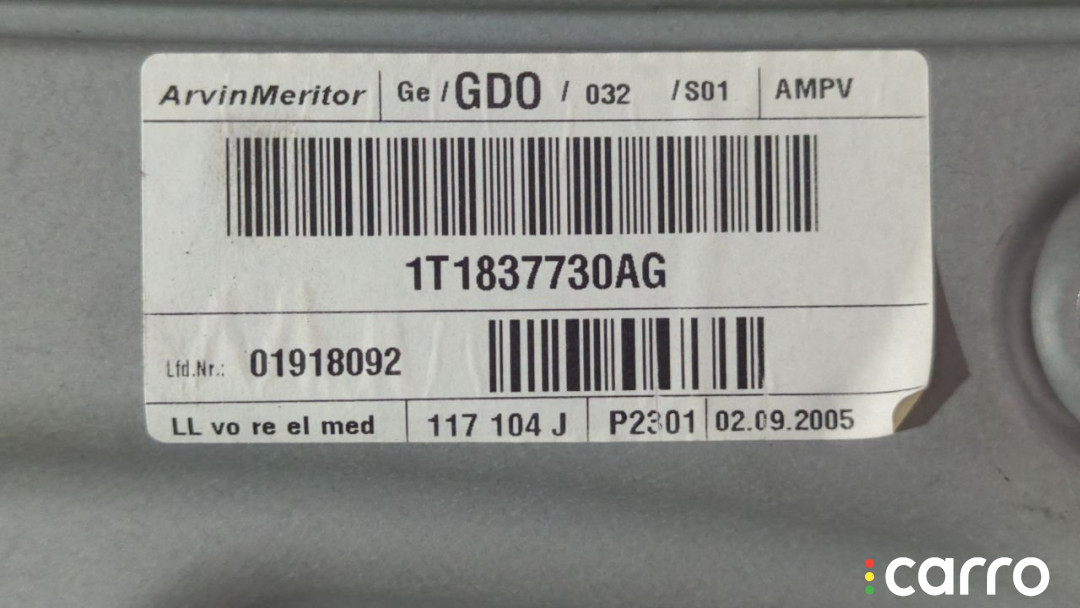 ArvinMeritor Ge / GDO / 032 / S01 AMPV
1T1837730AG
Lfd.Nr.: 01918092
LL vo re el med 117 104 J P2301 02.09.2005
carro